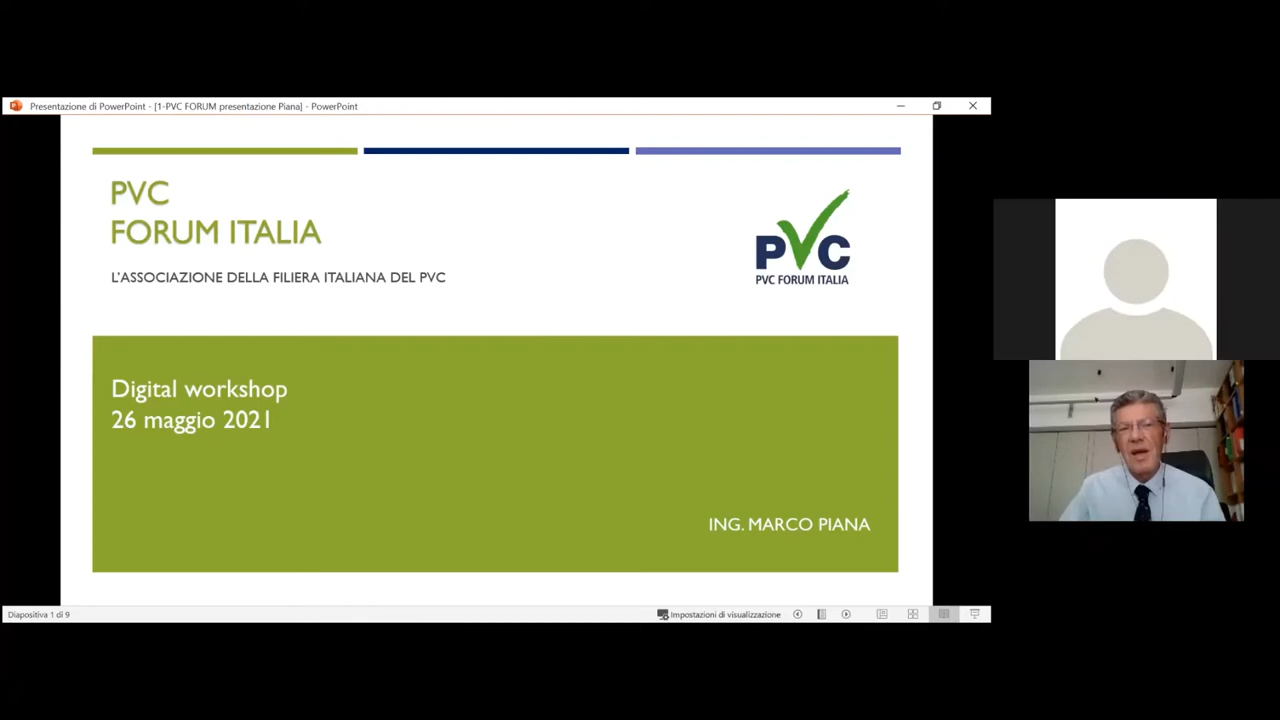 Presentazione di PowerPoint - [1-PVC FORUM presentazione Piana] - PowerPoint
PVC
FORUM ITALIA
L'ASSOCIAZIONE DELLA FILIERA ITALIANA DEL PVC
PVC
PVC FORUM ITALIA
Digital workshop
26 maggio 2021
ING. MARCO PIANA
Diapositiva 1 di 9
Impostazioni di visualizzazione